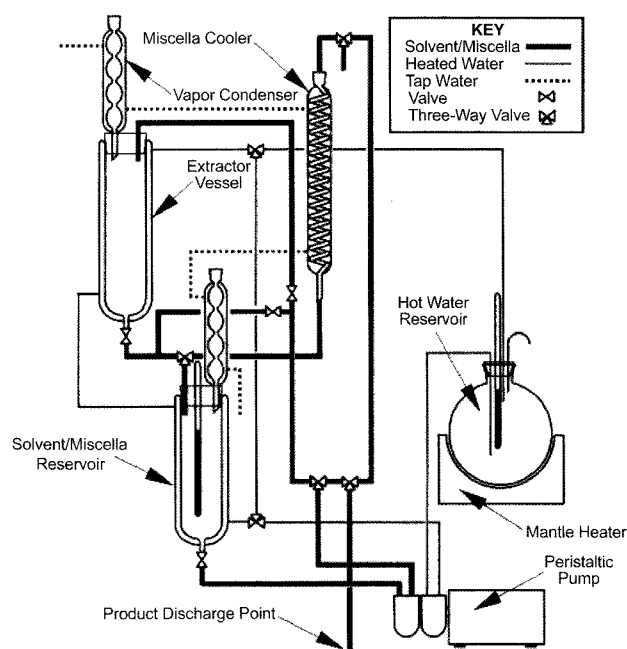 Miscella Cooler
KEY
Solvent/Miscella
Heated Water
Tap Water
Valve
Three-Way Valve
Vapor Condenser
Extractor
Vessel
Hot Water
Reservoir
Solvent/Miscella
Reservoir
Mantle Heater
Peristaltic
Pump
Product Discharge Point